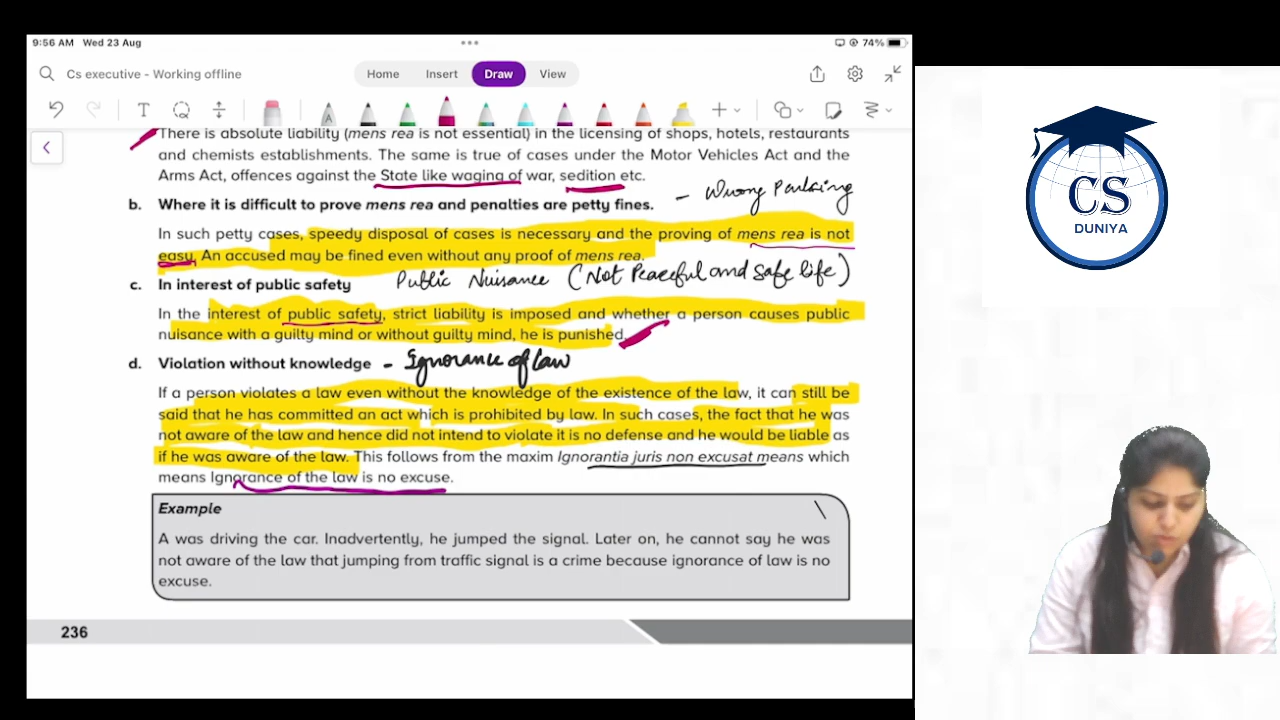 9:56 AM Wed 23 Aug
74%
Cs executive - Working offline
Home Insert Draw View
There is absolute liability (mens rea is not essential) in the licensing of shops, hotels, restaurants
and chemists establishments. The same is true of cases under the Motor Vehicles Act and the
Arms Act, offences against the State like waging of war, sedition etc.
b. Where it is difficult to prove mens rea and penalties are petty fines. - Wrong Parking
In such petty cases, speedy disposal of cases is necessary and the proving of mens rea is not
easy. An accused may be fined even without any proof of mens rea.
c. In interest of public safety Public Nuisance (Not Peaceful and safe life)
In the interest of public safety, strict liability is imposed and whether a person causes public
nuisance with a guilty mind or without guilty mind, he is punished.
d. Violation without knowledge - Ignorance of law
If a person violates a law even without the knowledge of the existence of the law, it can still be
said that he has committed an act which is prohibited by law. In such cases, the fact that he was
not aware of the law and hence did not intend to violate it is no defense and he would be liable as
if he was aware of the law. This follows from the maxim Ignorantia juris non excusat means which
means Ignorance of the law is no excuse.
Example
A was driving the car. Inadvertently, he jumped the signal. Later on, he cannot say he was
not aware of the law that jumping from traffic signal is a crime because ignorance of law is no
excuse.
236
CS
DUNIYA